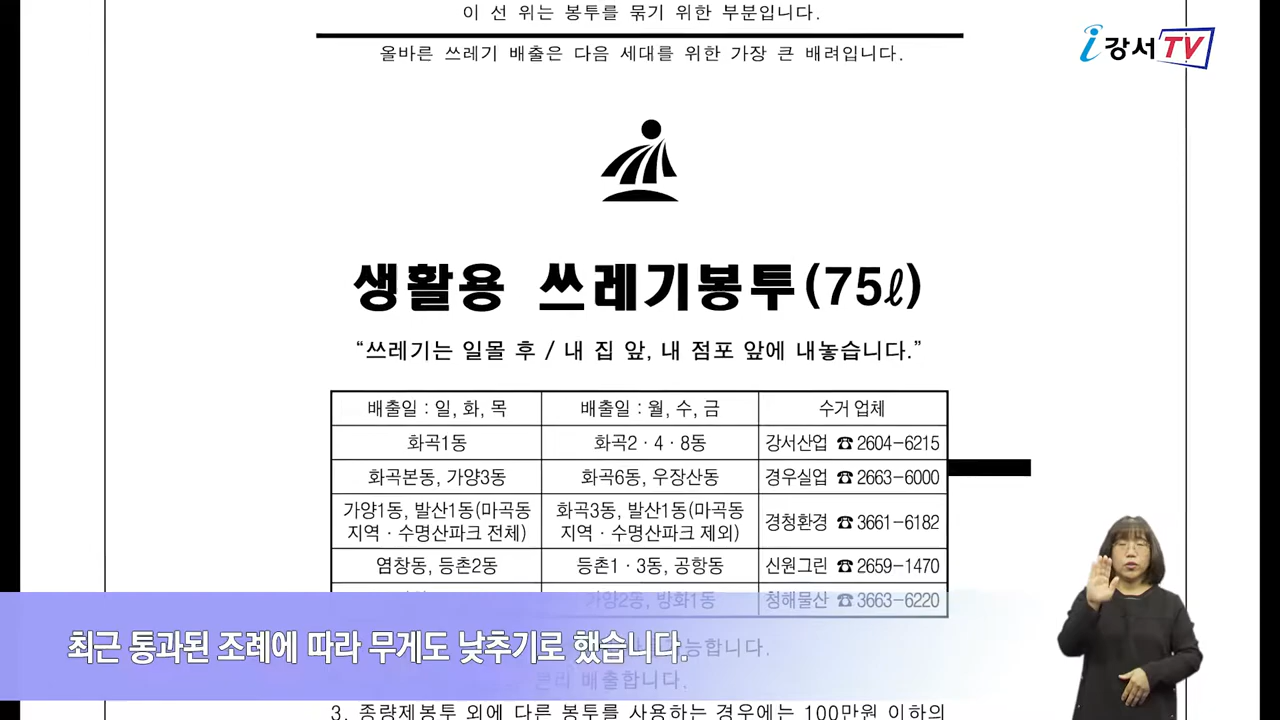 이 선 위는 봉투를 묶기 위한 부분입니다.
올바른 쓰레기 배출은 다음 세대를 위한 가장 큰 배려입니다.
i강서TV
생활용 쓰레기봉투(75ℓ)
“쓰레기는 일몰 후 / 내 집 앞, 내 점포 앞에 내놓습니다.”
배출일 : 일, 화, 목 배출일 : 월, 수, 금 수거 업체
화곡1동 화곡2 · 4 · 8동 강서산업 ☎ 2604-6215
화곡본동, 가양3동 화곡6동, 우장산동 경우실업 ☎ 2663-6000
가양1동, 발산1동(마곡동 화곡3동, 발산1동(마곡동
지역 · 수명산파크 전체) 지역 · 수명산파크 제외) 경청환경 ☎ 3661-6182
염창동, 등촌2동 등촌1 · 3동, 공항동 신원그린 ☎ 2659-1470
가양2동, 방화1동 청해물산 ☎ 3663-6220
능합니다.
최근 통과된 조례에 따라 무게도 낮추기로 했습니다.
분리 배출합니다.
3. 종량제봉투 외에 다른 봉투를 사용하는 경우에는 100만원 이하의